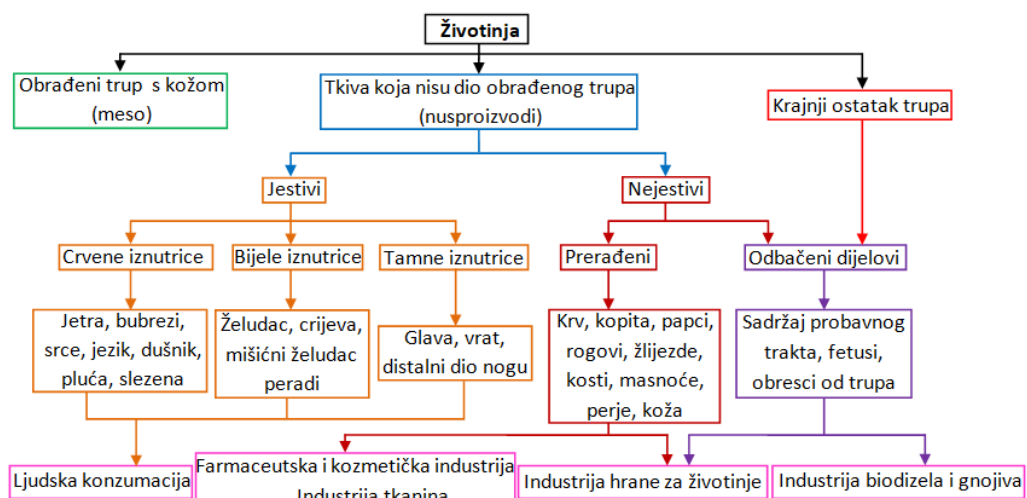 Životinja
Obrađeni trup s kožom
(meso)
Tkiva koja nisu dio obrađenog trupa
(nusproizvodi)
Krajnji ostatak trupa
Jestivi
Nejestivi
Crvene iznutrice
Bijele iznutrice
Tamne iznutrice
Prerađeni
Odbačeni dijelovi
Jetra, bubrezi,
srce, jezik, dušnik,
pluća, slezena
Želudac, crijeva,
mišićni želudac
peradi
Glava, vrat,
distalni dio nogu
Krv, kopita, papci,
rogovi, žlijezde,
kosti, masnoće,
perje, koža
Sadržaj probavnog
trakta, fetusi,
obresci od trupa
Ljudska konzumacija
Farmaceutska i kozmetička industrija
Industrija tkanina
Industrija hrane za životinje
Industrija biodizela i gnojiva